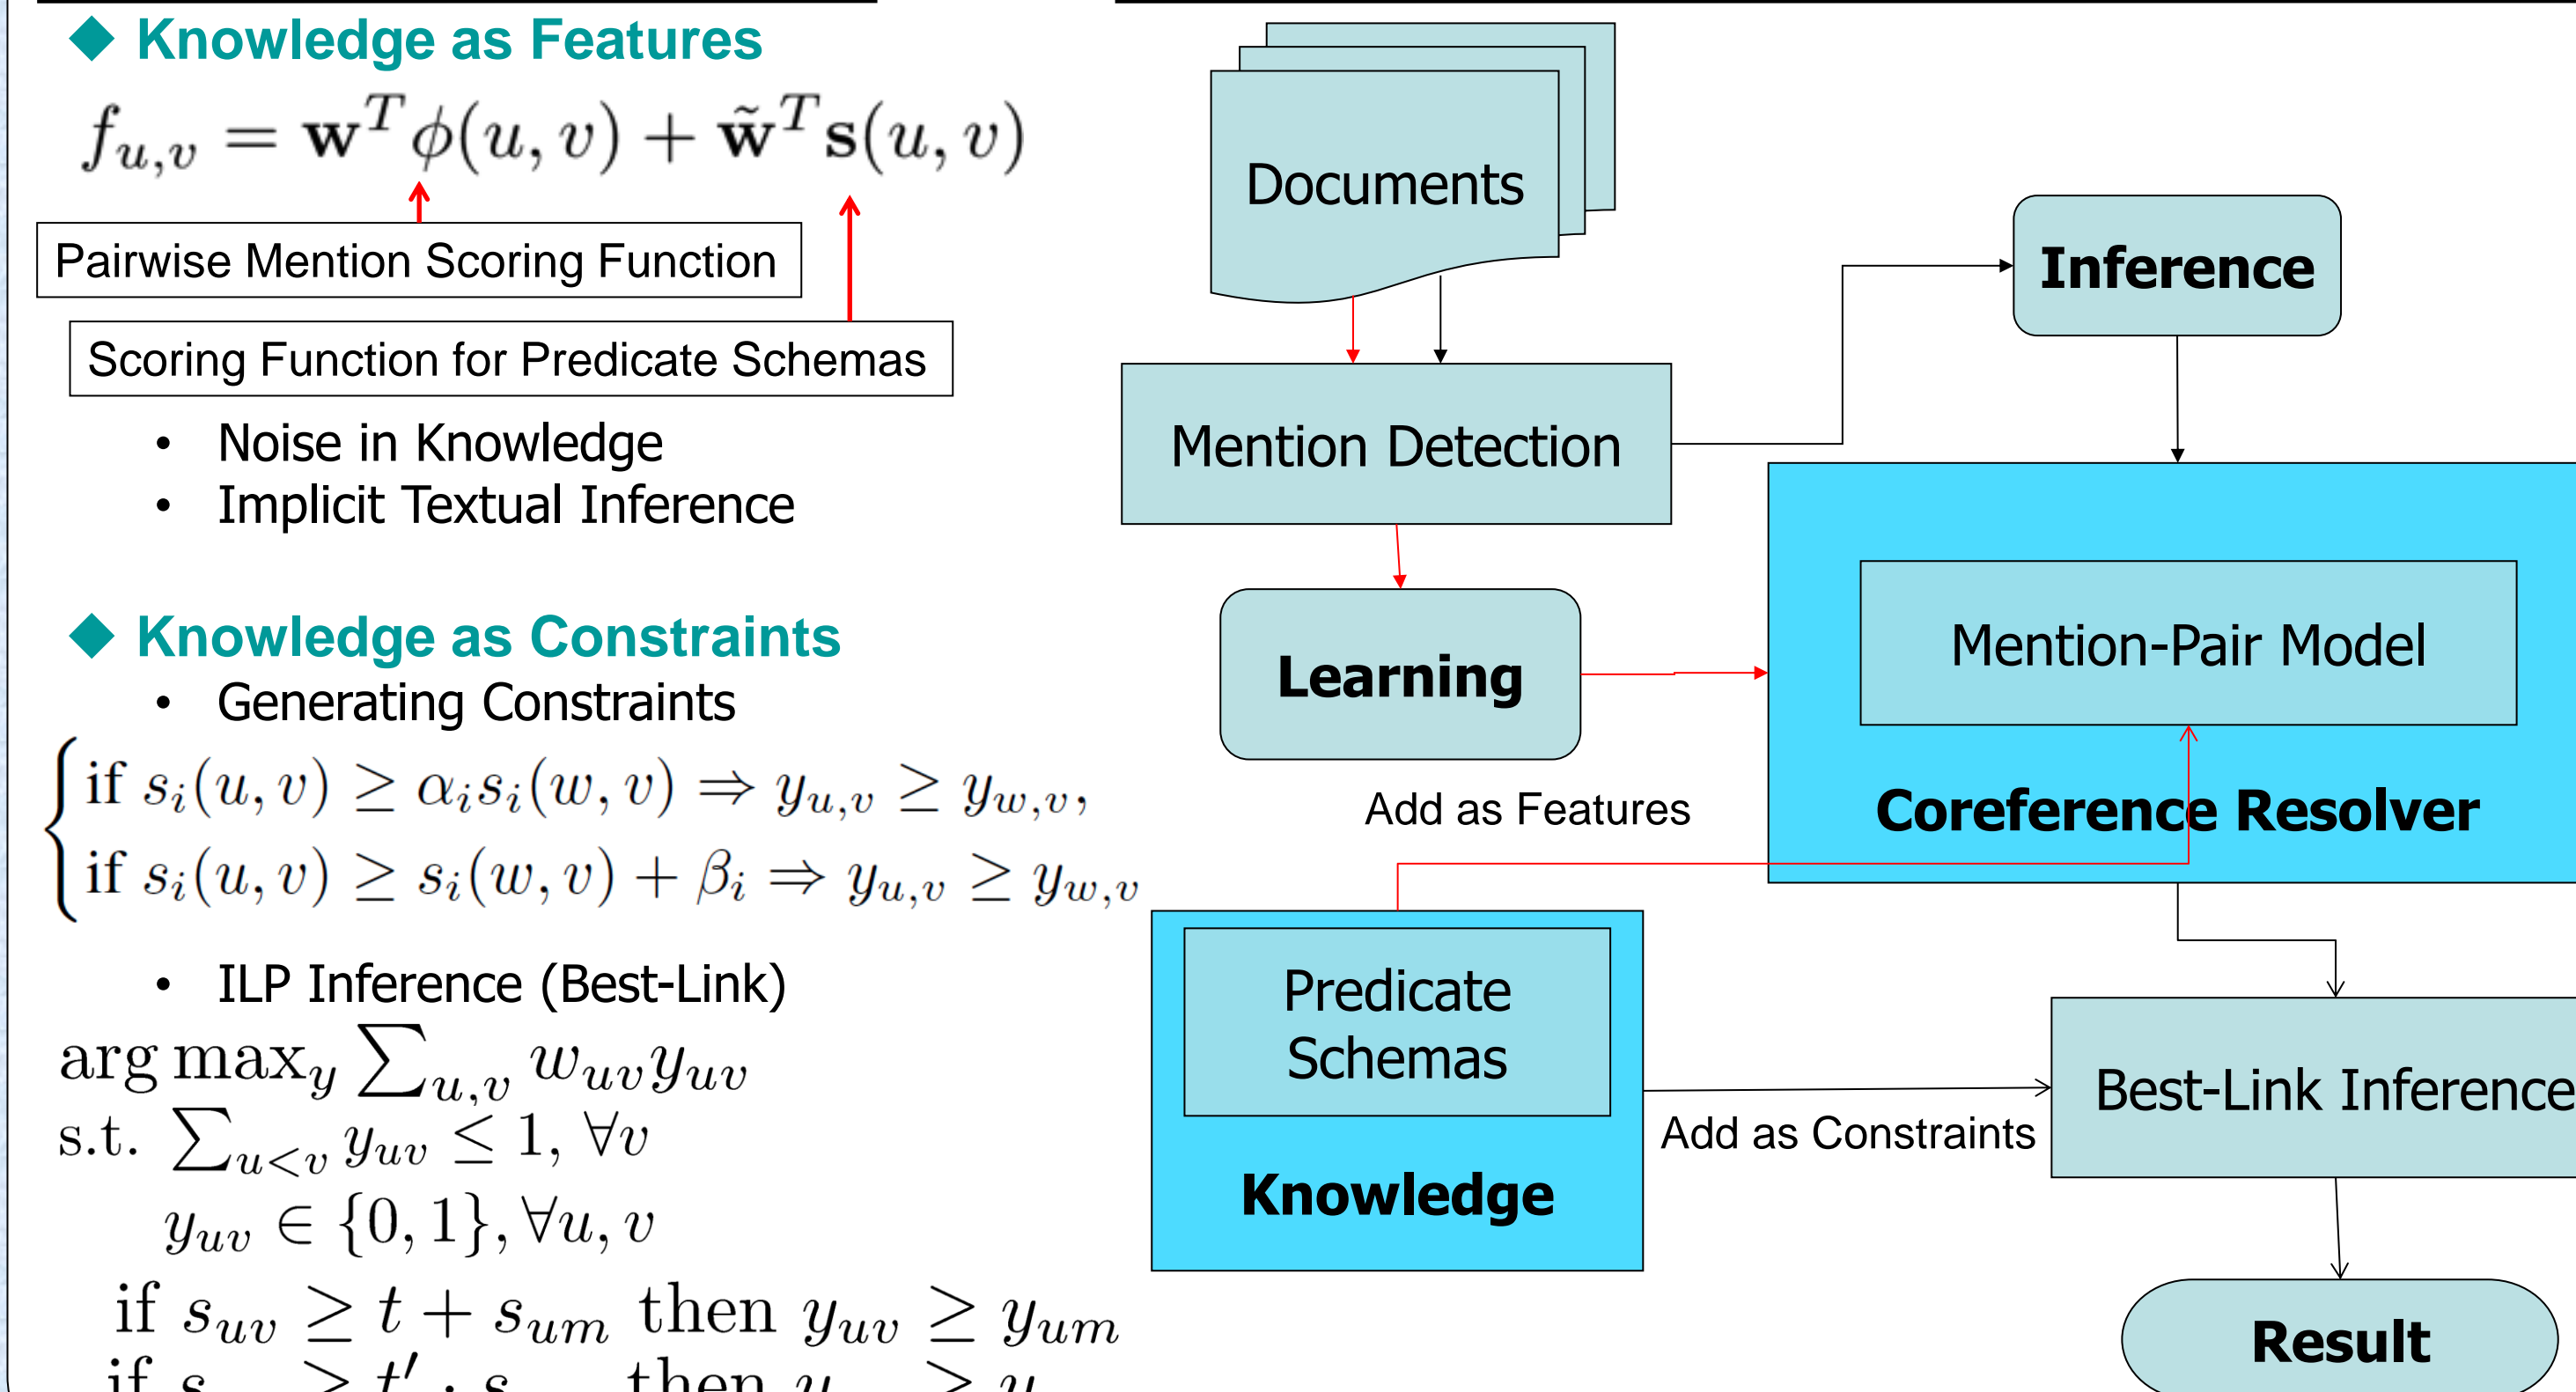 ◆ Knowledge as Features
f_{u,v} = w^T ϕ(u, v) + w̃^T s(u, v)
Pairwise Mention Scoring Function
Scoring Function for Predicate Schemas
• Noise in Knowledge
• Implicit Textual Inference
◆ Knowledge as Constraints
• Generating Constraints
if s_i(u, v) ≥ α_i s_i(w, v) ⇒ y_{u,v} ≥ y_{w,v},
if s_i(u, v) ≥ s_i(w, v) + β_i ⇒ y_{u,v} ≥ y_{w,v}
• ILP Inference (Best-Link)
arg max_y ∑_{u,v} w_{uv} y_{uv}
s.t. ∑_{u<v} y_{uv} ≤ 1, ∀v
y_{uv} ∈ {0, 1}, ∀u, v
if s_{uv} ≥ t + s_{um} then y_{uv} ≥ y_{um}
if s ≥ t′ · s then y ≥ y
Documents
Mention Detection
Inference
Learning
Mention-Pair Model
Coreference Resolver
Add as Features
Predicate
Schemas
Knowledge
Add as Constraints
Best-Link Inference
Result